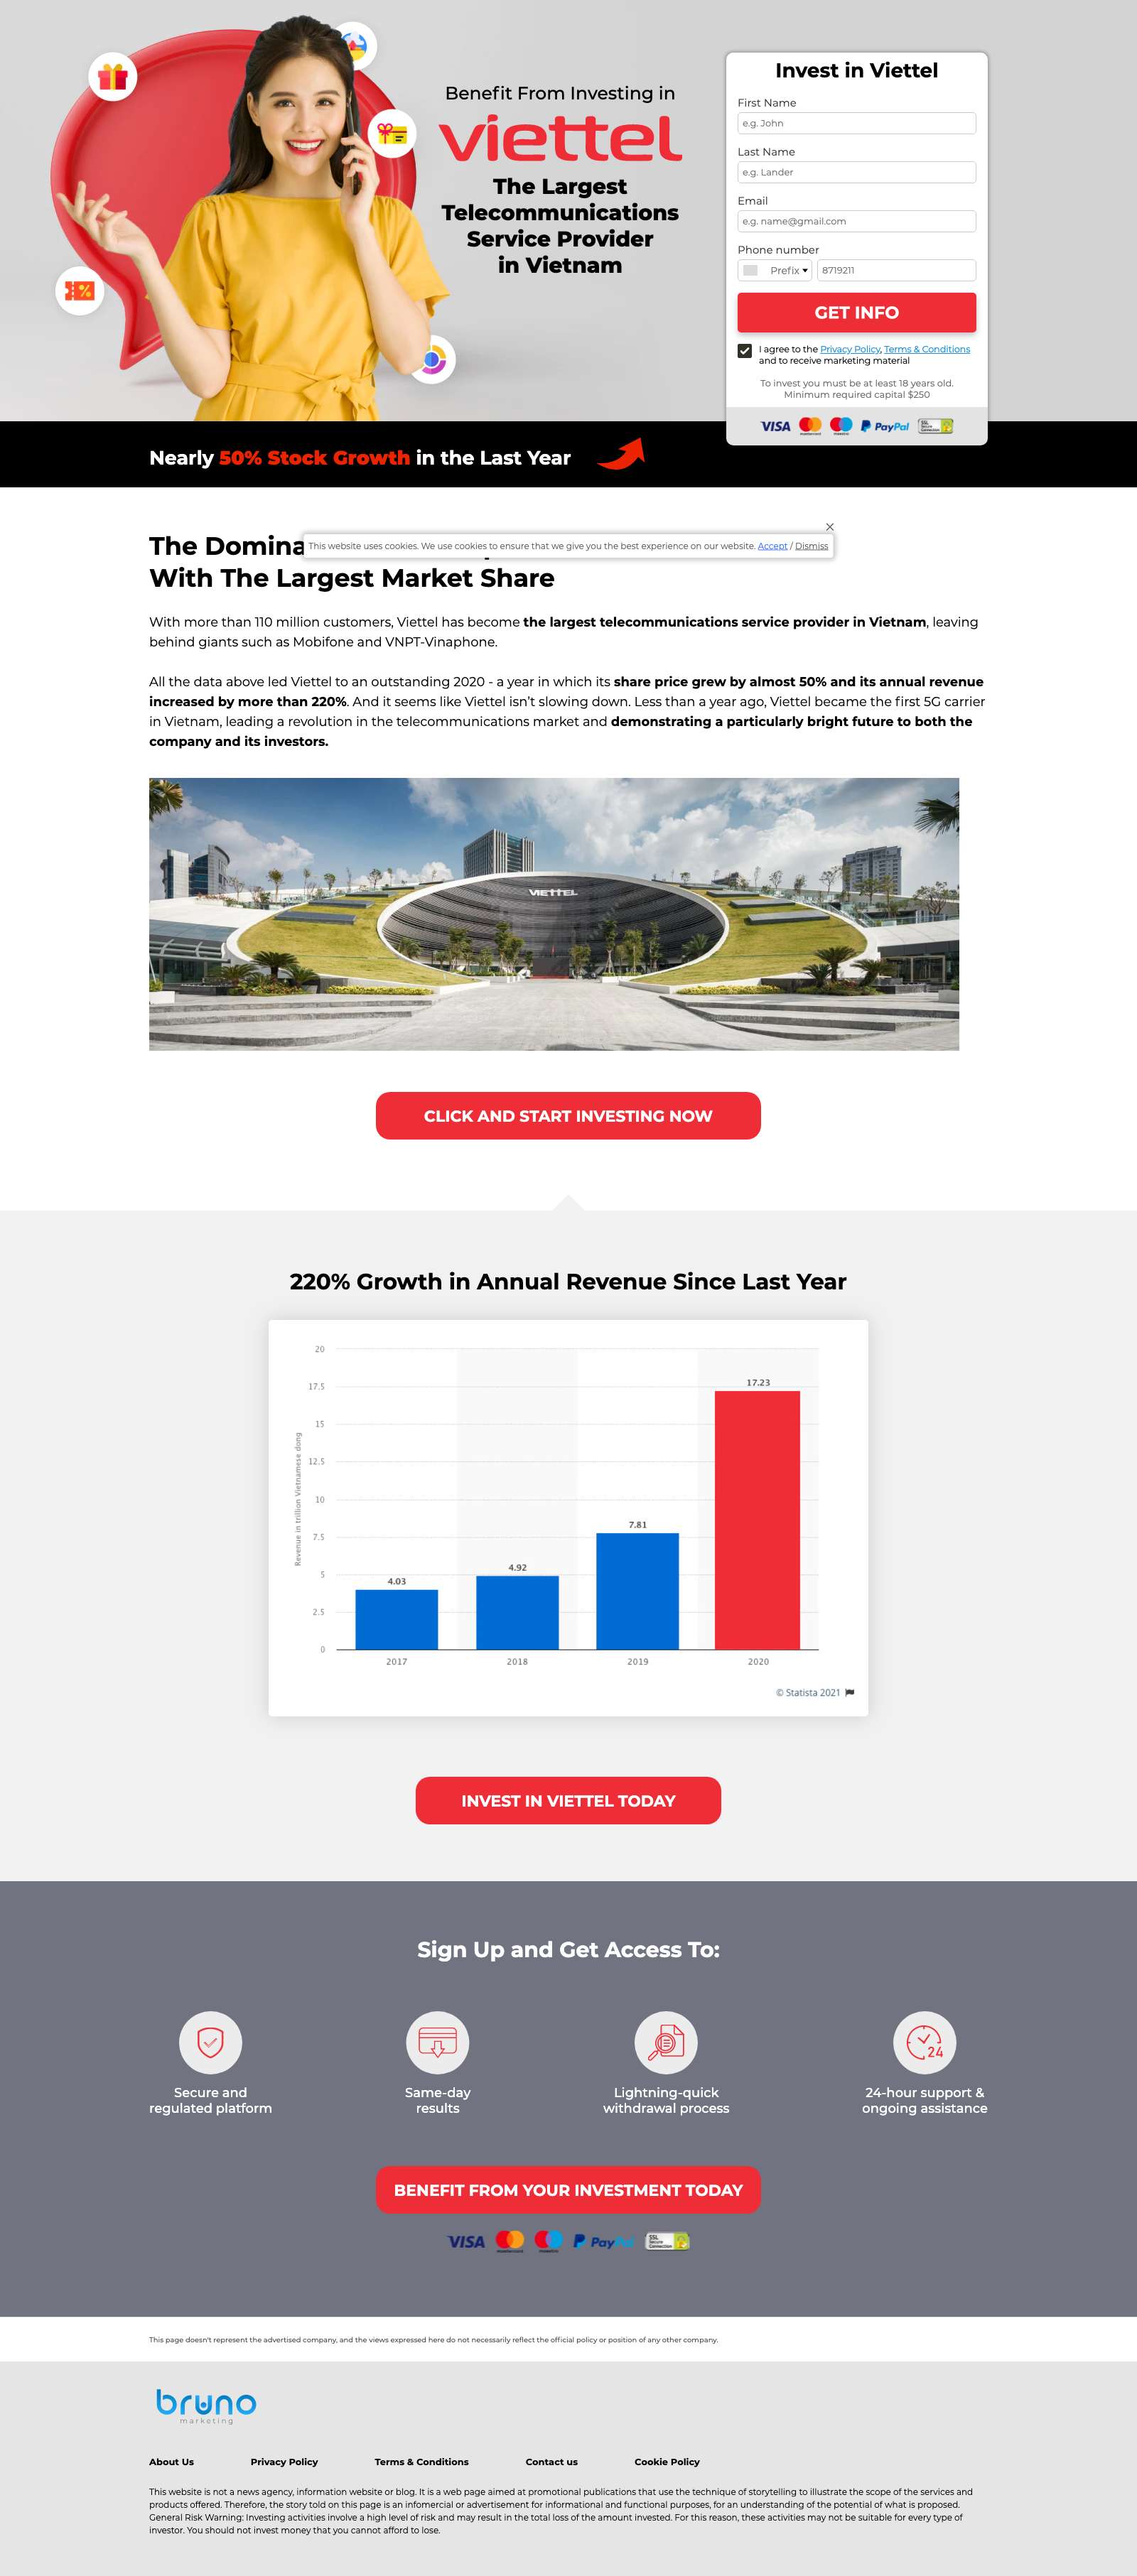 Benefit From Investing in
viettel
The Largest
Telecommunications
Service Provider
in Vietnam
Invest in Viettel
First Name
e.g. John
Last Name
e.g. Lander
Email
e.g. name@gmail.com
Phone number
Prefix
8719211
GET INFO
I agree to the Privacy Policy, Terms & Conditions
and to receive marketing material
To invest you must be at least 18 years old.
Minimum required capital $250
VISA PayPal SSL
Nearly 50% Stock Growth in the Last Year
The Domina
This website uses cookies. We use cookies to ensure that we give you the best experience on our website. Accept / Dismiss
With The Largest Market Share
With more than 110 million customers, Viettel has become the largest telecommunications service provider in Vietnam, leaving
behind giants such as Mobifone and VNPT-Vinaphone.
All the data above led Viettel to an outstanding 2020 - a year in which its share price grew by almost 50% and its annual revenue
increased by more than 220%. And it seems like Viettel isn't slowing down. Less than a year ago, Viettel became the first 5G carrier
in Vietnam, leading a revolution in the telecommunications market and demonstrating a particularly bright future to both the
company and its investors.
VIETTEL
CLICK AND START INVESTING NOW
220% Growth in Annual Revenue Since Last Year
Revenue in trillion Vietnamese dong
20
17.5
15
12.5
10
7.5
5
2.5
0
4.03
4.92
7.81
17.23
2017
2018
2019
2020
© Statista 2021
INVEST IN VIETTEL TODAY
Sign Up and Get Access To:
24
Secure and
regulated platform
Same-day
results
Lightning-quick
withdrawal process
24-hour support &
ongoing assistance
BENEFIT FROM YOUR INVESTMENT TODAY
VISA PayPal SSL
This page doesn't represent the advertised company, and the views expressed here do not necessarily reflect the official policy or position of any other company.
bruno
marketing
About Us
Privacy Policy
Terms & Conditions
Contact us
Cookie Policy
This website is not a news agency, information website or blog. It is a web page aimed at promotional publications that use the technique of storytelling to illustrate the scope of the services and
products offered. Therefore, the story told on this page is an infomercial or advertisement for informational and functional purposes, for an understanding of the potential of what is proposed.
General Risk Warning: Investing activities involve a high level of risk and may result in the total loss of the amount invested. For this reason, these activities may not be suitable for every type of
investor. You should not invest money that you cannot afford to lose.